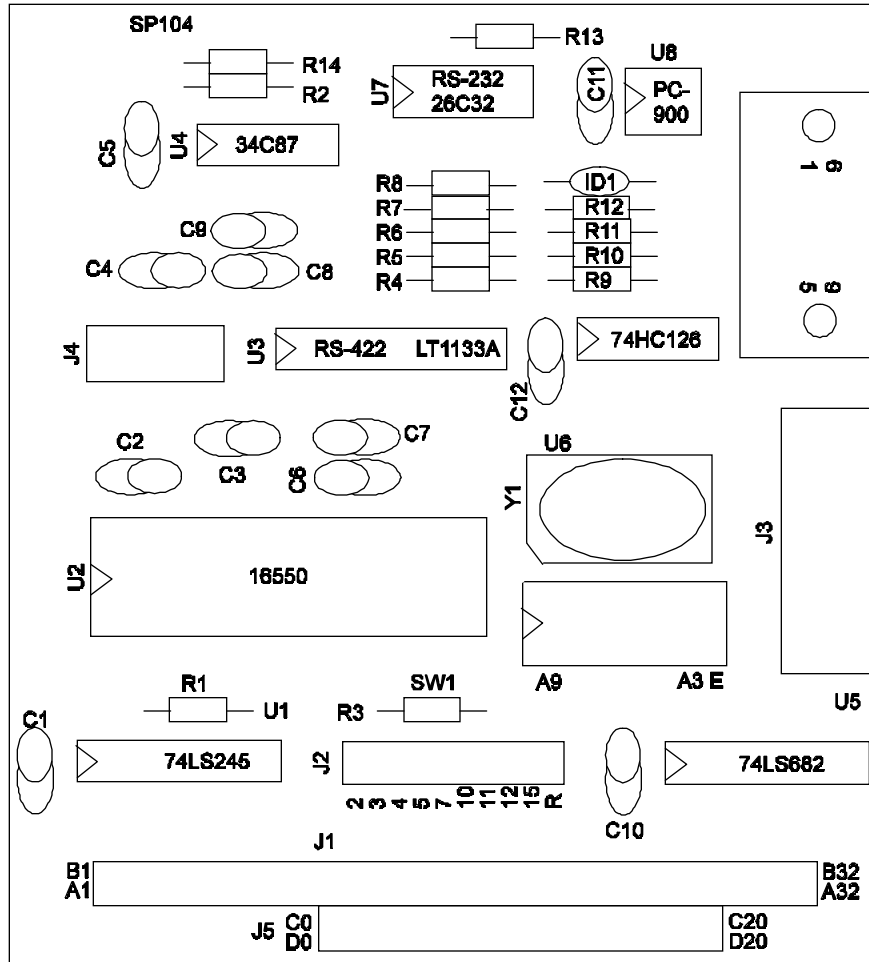 SP104
R13
R14
R2
U7
RS-232
26C32
C11
U8
PC-
900
C5
U4
34C87
6
1
R8
ID1
R7
R12
C9
R6
R11
C4
C8
R5
R10
R4
R9
9
5
J4
U3
RS-422 LT1133A
74HC126
C12
C2
C3
C7
C6
U6
Y1
J3
U2
16550
A9
A3 E
R1
SW1
U5
C1
U1
R3
74LS245
J2
74LS682
2 3 4 5 7 10 11 12 15 R
C10
J1
B1
A1
B32
A32
J5
C0
D0
C20
D20